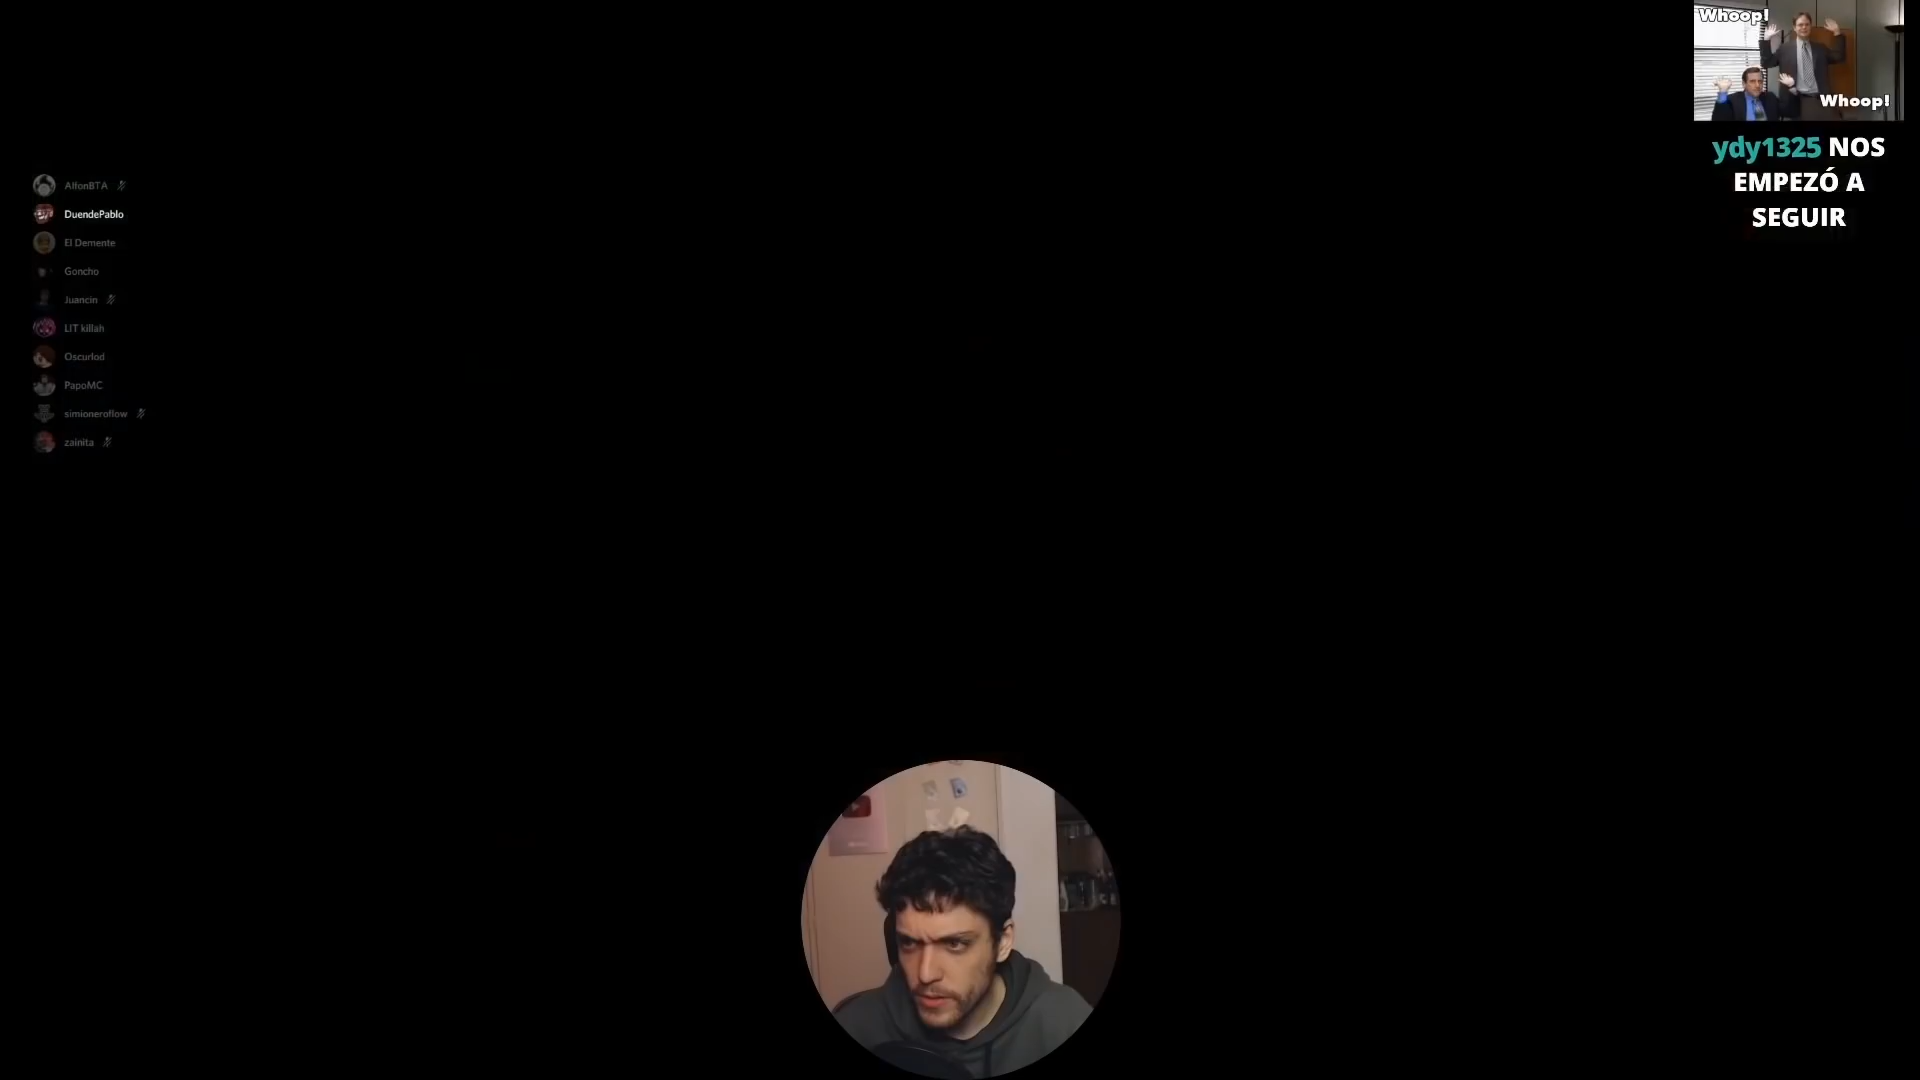 Whoop!
Whoop!
ydy1325 NOS
EMPEZÓ A
SEGUIR
AlfonBTA
DuendePablo
El Demente
Goncho
Juancin
LIT killah
Oscurlod
PapoMC
simioneroflow
zainita